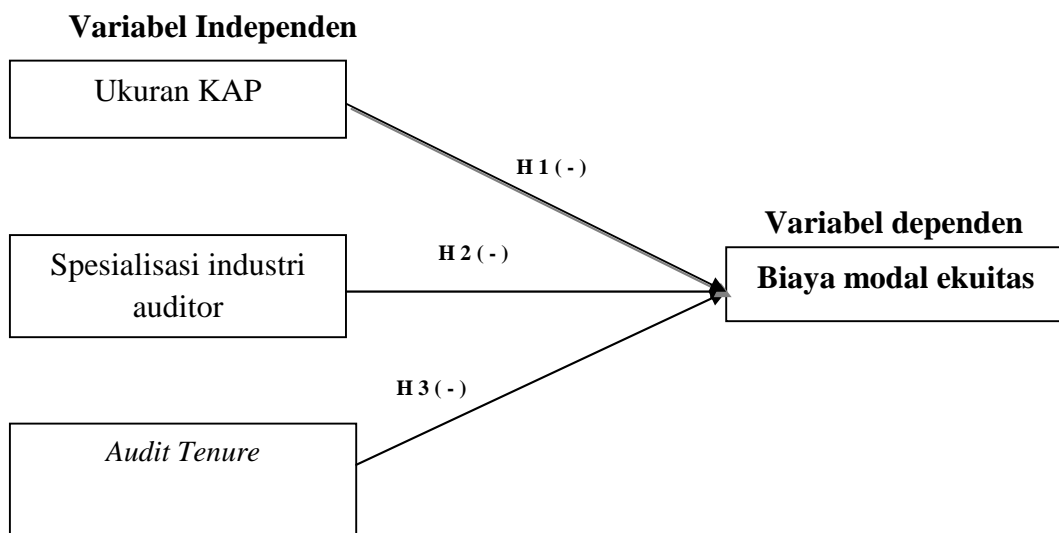 Variabel Independen
Ukuran KAP
H 1 ( - )
Variabel dependen
Spesialisasi industri
auditor
H 2 ( - )
Biaya modal ekuitas
H 3 ( - )
Audit Tenure